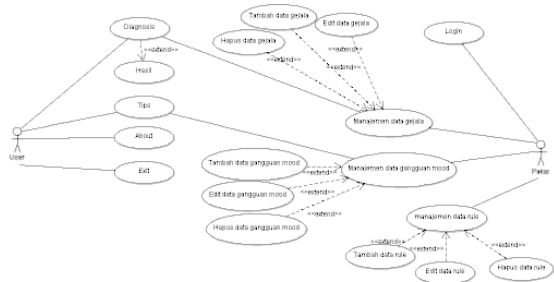 Tambah data gejala
Edit data gejala
Diagnosis
Login
Hapus data gejala
<<extend>>
<<extend>>
<<extend>>
<<extend>>
Hasil
Tips
Manajemen data gejala
About
User
Pakar
Exit
Tambah data gangguan mood
Manajemen data gangguan mood
<<extend>>
Edit data gangguan mood
<<extend>>
<<extend>>
Hapus data gangguan mood
manajemen data rule
<<extend>>
<<extend>>
<<extend>>
Tambah data rule
Edit data rule
Hapus data rule